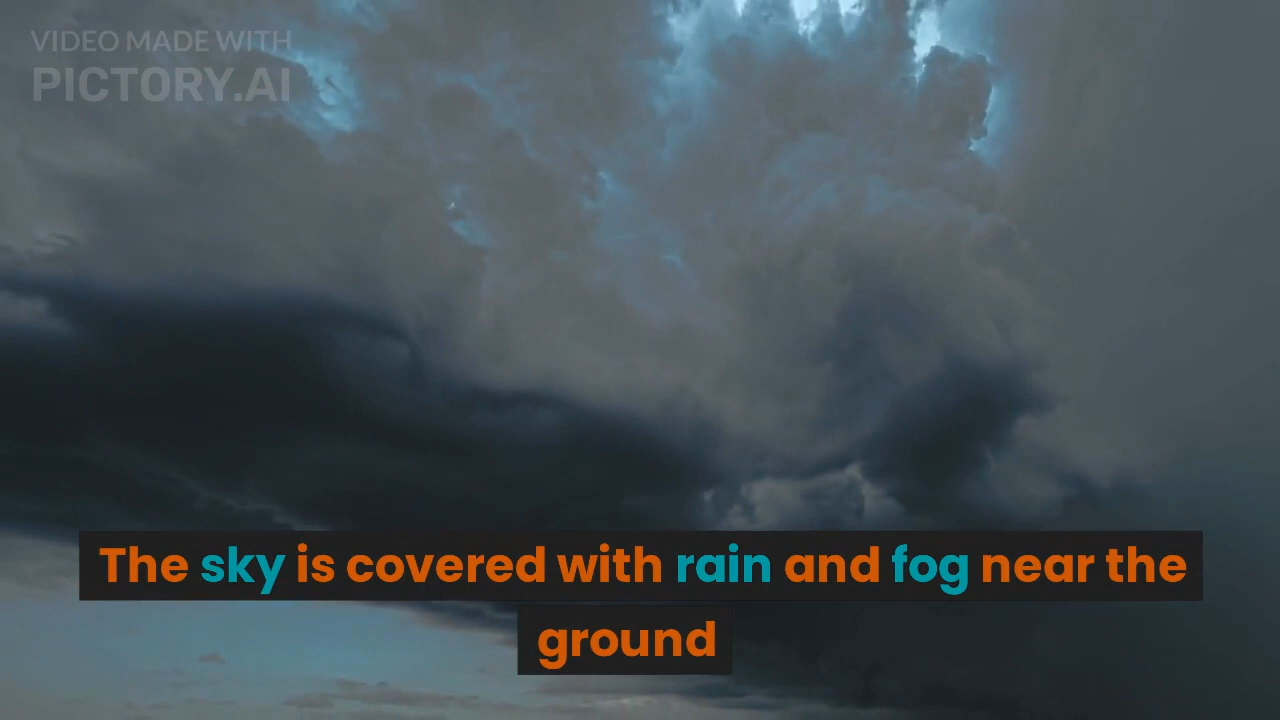 VIDEO MADE WITH
PICTORY.AI
The sky is covered with rain and fog near the
ground